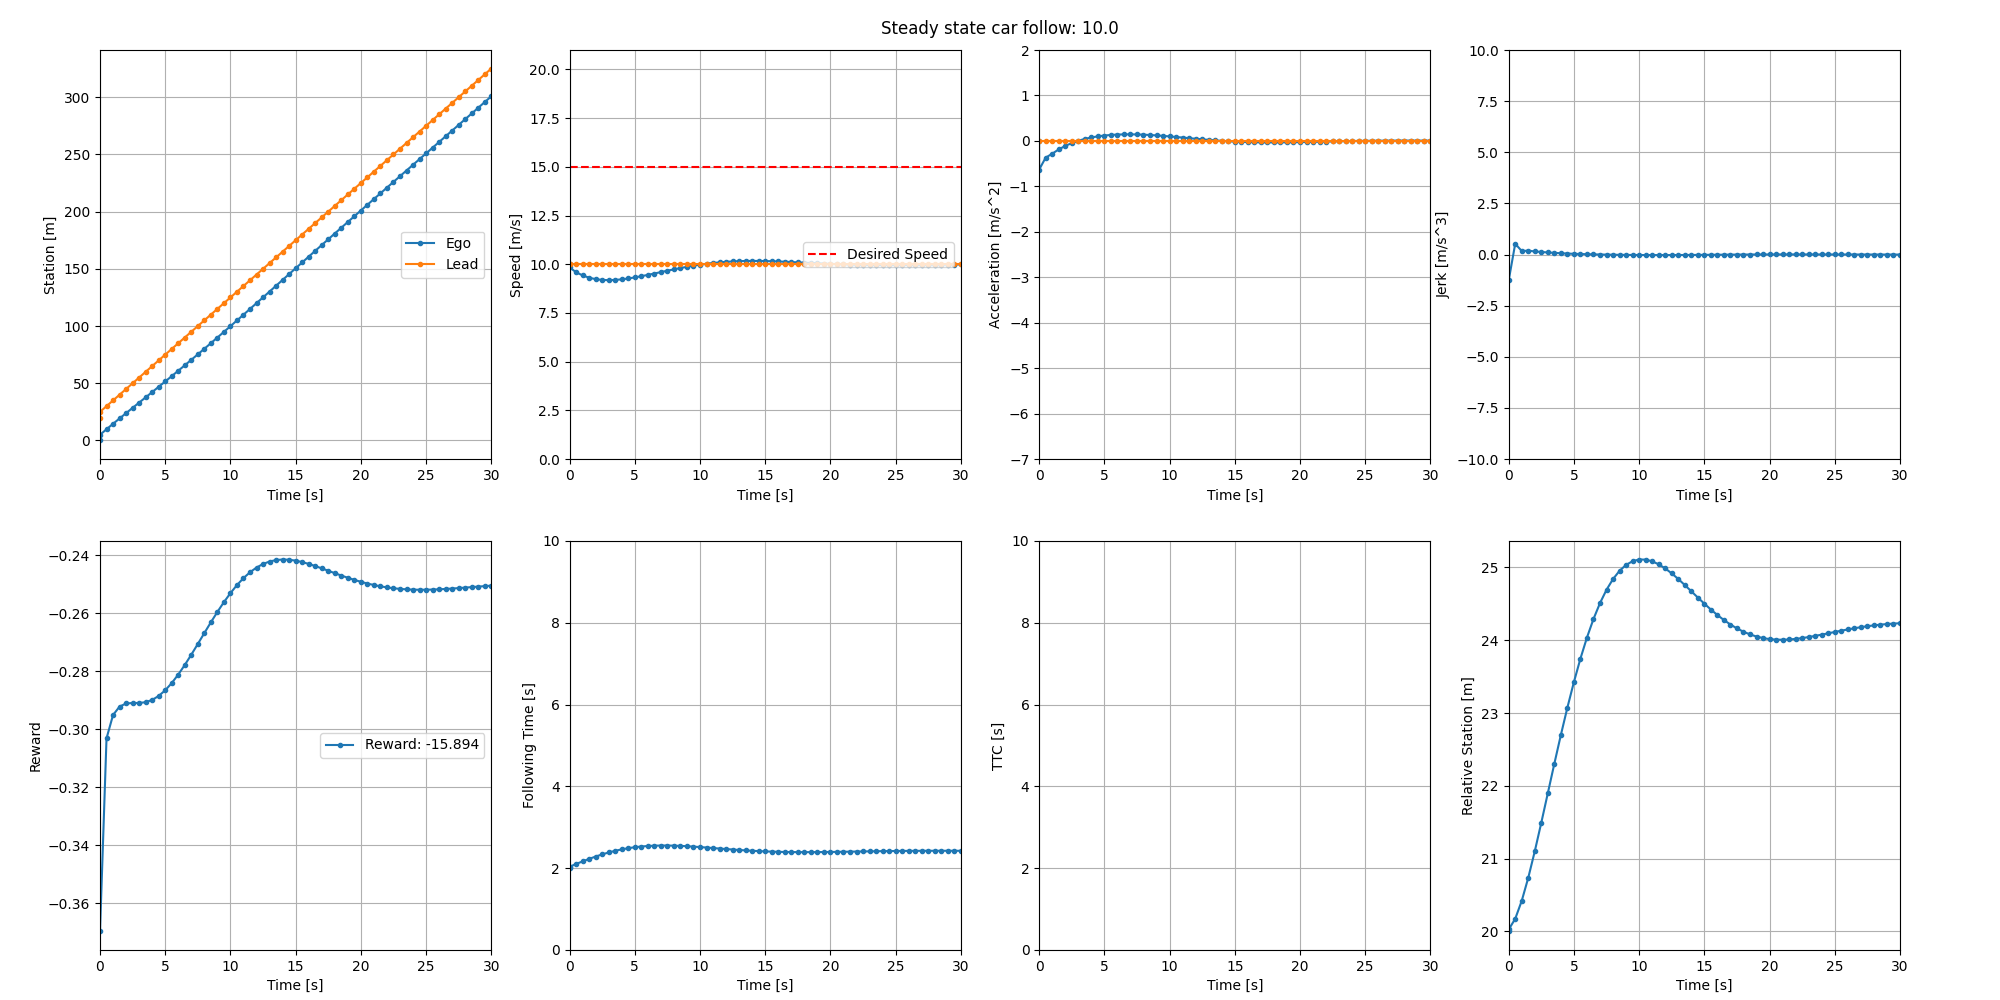 Steady state car follow: 10.0
Station [m]
300
250
200
150
100
50
0
Ego
Lead
0 5 10 15 20 25 30
Time [s]
Speed [m/s]
20.0
17.5
15.0
12.5
10.0
7.5
5.0
2.5
0.0
Desired Speed
0 5 10 15 20 25 30
Time [s]
Acceleration [m/s^2]
2
1
0
−1
−2
−3
−4
−5
−6
−7
0 5 10 15 20 25 30
Time [s]
Jerk [m/s^3]
10.0
7.5
5.0
2.5
0.0
−2.5
−5.0
−7.5
−10.0
0 5 10 15 20 25 30
Time [s]
Reward
−0.24
−0.26
−0.28
−0.30
−0.32
−0.34
−0.36
Reward: -15.894
0 5 10 15 20 25 30
Time [s]
Following Time [s]
10
8
6
4
2
0
0 5 10 15 20 25 30
Time [s]
TTC [s]
10
8
6
4
2
0
0 5 10 15 20 25 30
Time [s]
Relative Station [m]
25
24
23
22
21
20
0 5 10 15 20 25 30
Time [s]